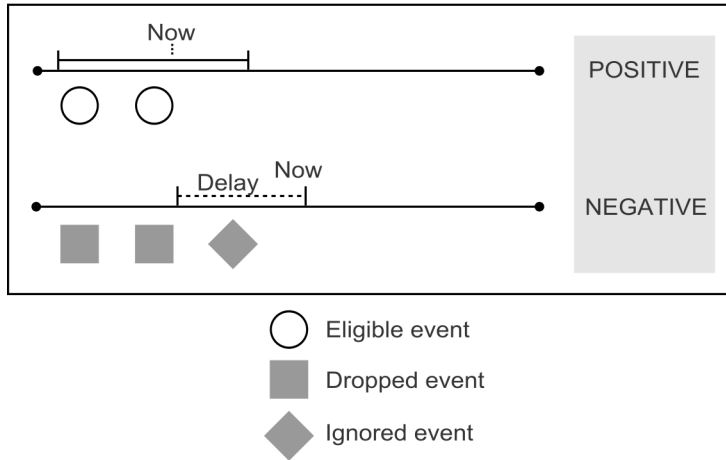 Now
POSITIVE
Now
Delay
NEGATIVE
Eligible event
Dropped event
Ignored event